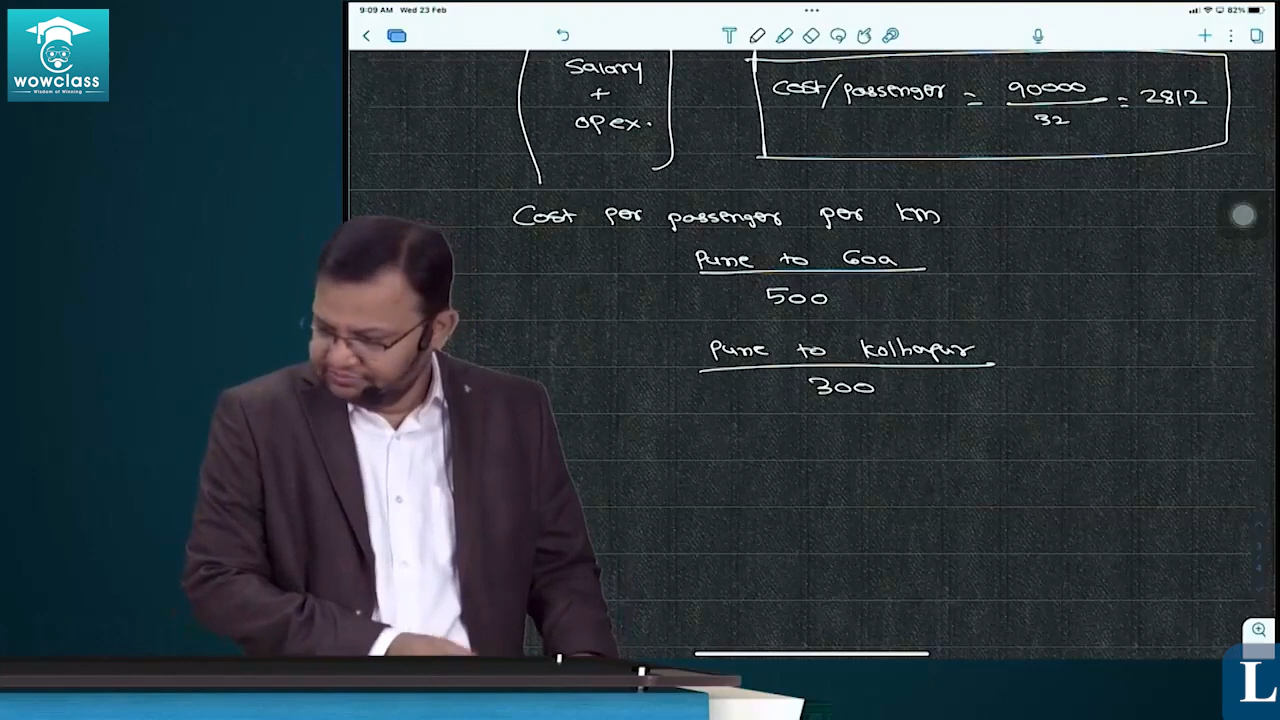 9:09 AM Wed 23 Feb
82%
wowclass
Wisdom of Winning
T
Salary
+
opex.
Cost/passenger = 90000/32 = 2812
Cost per passenger per km
Pune to Goa
500
Pune to Kolhapur
300
L